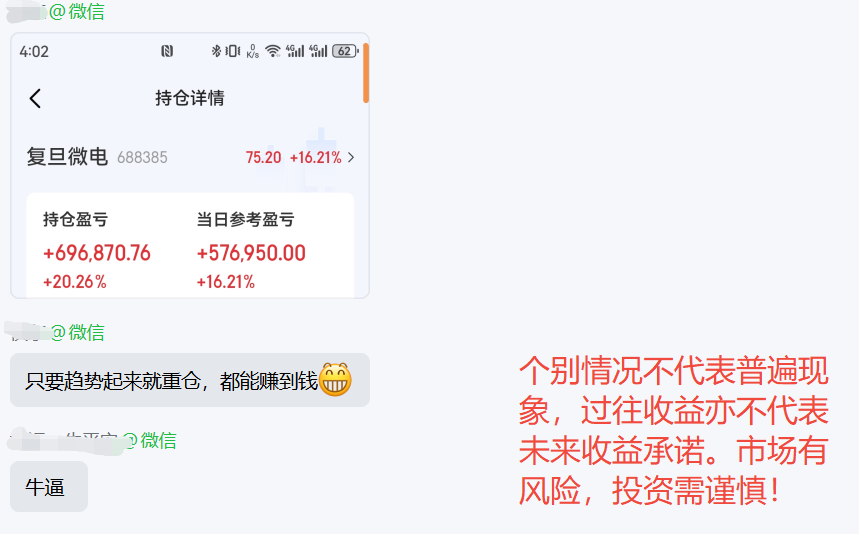 @微信
4:02
0
K/s
4G
4G
62
持仓详情
复旦微电 688385
75.20 +16.21%
持仓盈亏
当日参考盈亏
+696,870.76
+576,950.00
+20.26%
+16.21%
@微信
只要趋势起来就重仓，都能赚到钱😁
@微信
牛逼
个别情况不代表普遍现
象，过往收益亦不代表
未来收益承诺。市场有
风险，投资需谨慎！